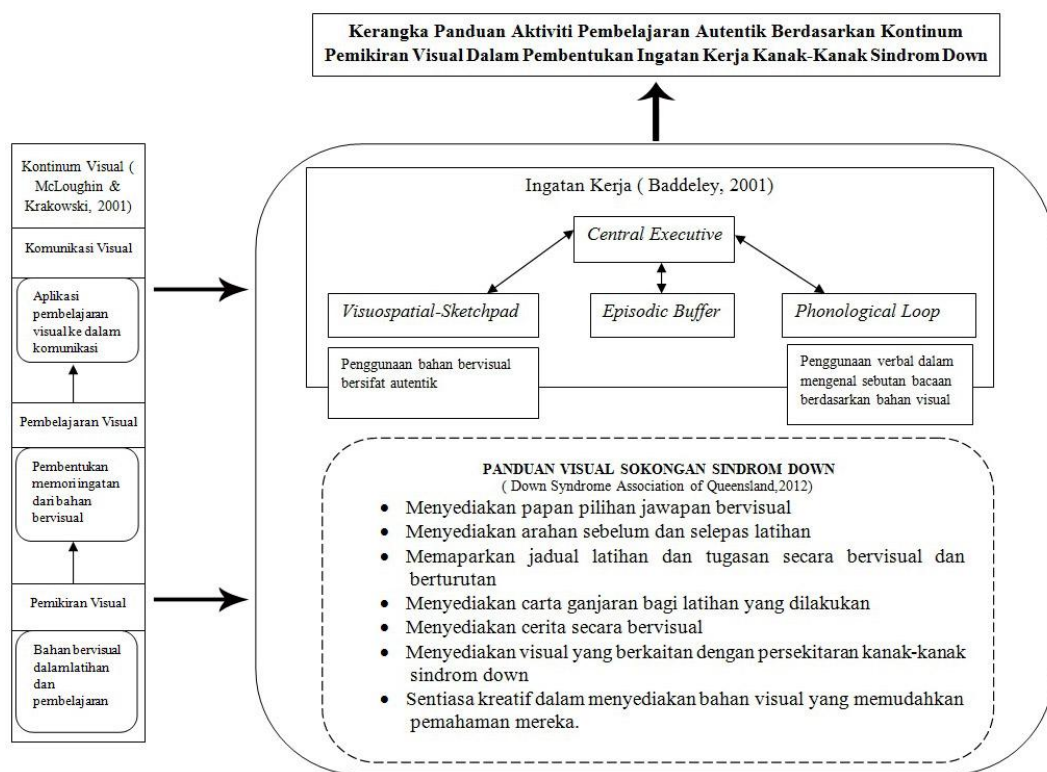 Kerangka Panduan Aktiviti Pembelajaran Autentik Berdasarkan Kontinum
Pemikiran Visual Dalam Pembentukan Ingatan Kerja Kanak-Kanak Sindrom Down
Kontinum Visual (
McLoughin &
Krakowski, 2001)
Komunikasi Visual
Aplikasi
pembelajaran
visual ke dalam
komunikasi
Pembelajaran Visual
Pembentukan
memori ingatan
dari bahan
bervisual
Pemikiran Visual
Bahan bervisual
dalam latihan
dan
pembelajaran
Ingatan Kerja ( Baddeley, 2001)
Central Executive
Visuospatial-Sketchpad
Episodic Buffer
Phonological Loop
Penggunaan bahan bervisual
bersifat autentik
Penggunaan verbal dalam
mengenal sebutan bacaan
berdasarkan bahan visual
PANDUAN VISUAL SOKONGAN SINDROM DOWN
( Down Syndrome Association of Queensland,2012)
• Menyediakan papan pilihan jawapan bervisual
• Menyediakan arahan sebelum dan selepas latihan
• Memaparkan jadual latihan dan tugasan secara bervisual dan
berturutan
• Menyediakan carta ganjaran bagi latihan yang dilakukan
• Menyediakan cerita secara bervisual
• Menyediakan visual yang berkaitan dengan persekitaran kanak-kanak
sindrom down
• Sentiasa kreatif dalam menyediakan bahan visual yang memudahkan
pemahaman mereka.